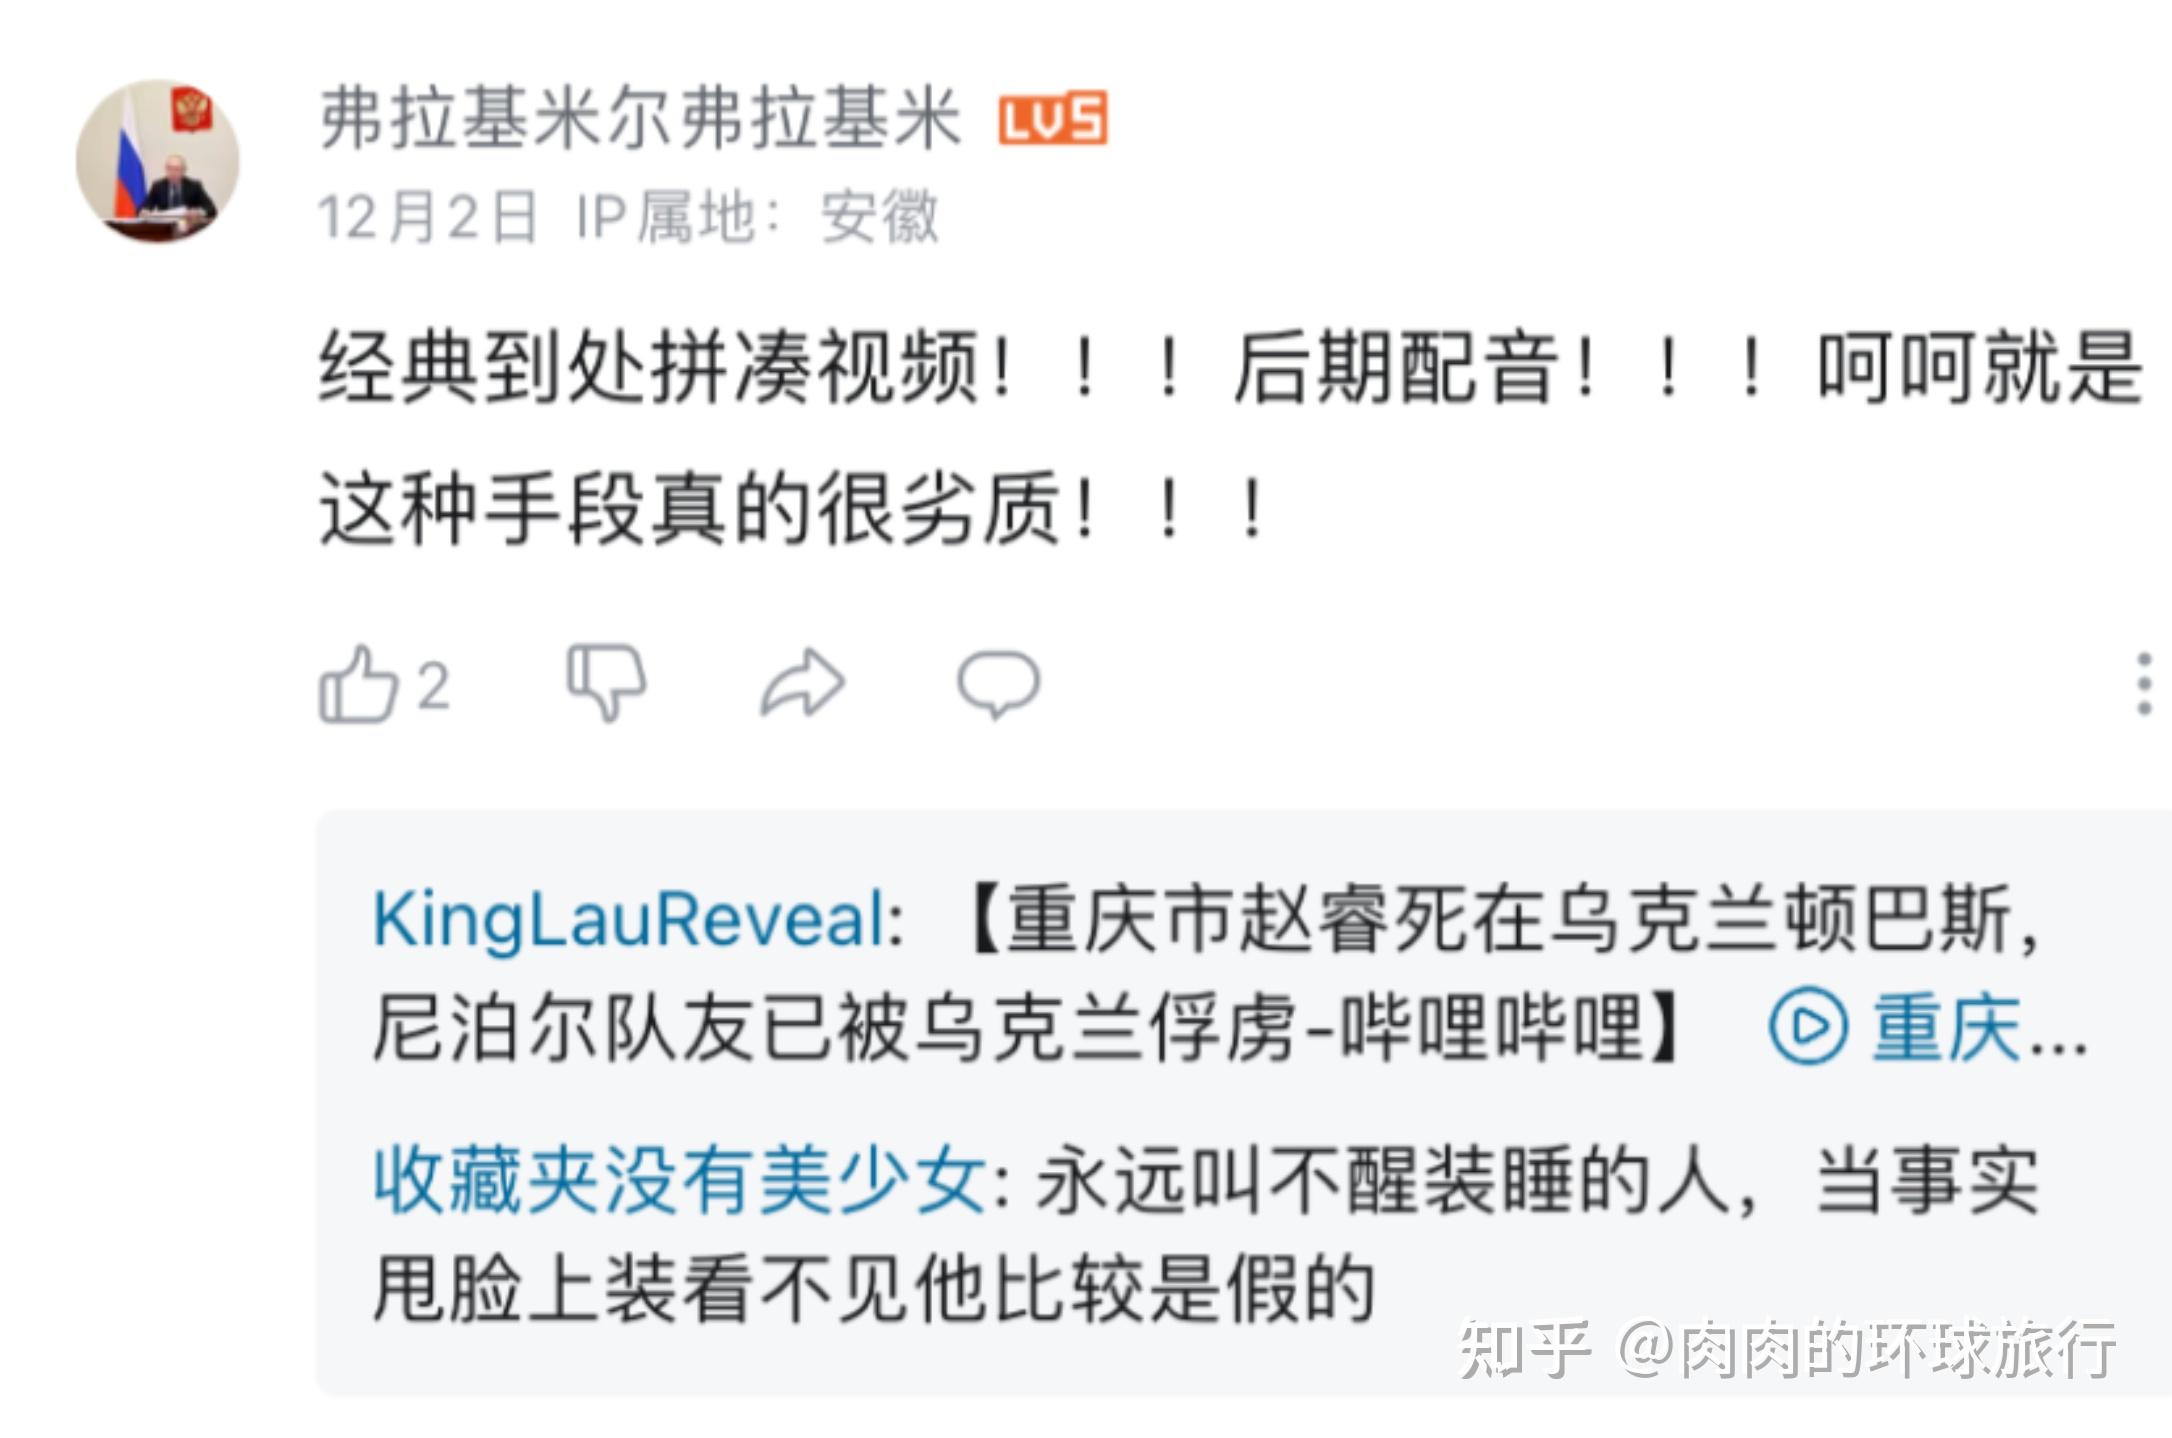 弗拉基米尔弗拉基米 LV5
12月2日 IP属地：安徽
经典到处拼凑视频！！！后期配音！！！呵呵就是
这种手段真的很劣质！！！
2
KingLauReveal: 【重庆市赵睿死在乌克兰顿巴斯，
尼泊尔队友已被乌克兰俘虏-哔哩哔哩】 重庆...
收藏夹没有美少女: 永远叫不醒装睡的人，当事实
甩脸上装看不见他比较是假的
知乎 @肉肉的环球旅行